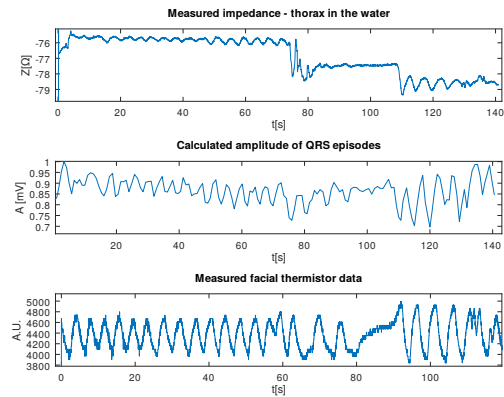 Measured impedance - thorax in the water
Z[Ω]
-76
-77
-78
-79
0 20 40 60 80 100 120 140
t[s]
Calculated amplitude of QRS episodes
A [mV]
1
0.95
0.90
0.85
0.80
0.75
0.7
20 40 60 80 100 120 140
t[s]
Measured facial thermistor data
A.U.
5000
4800
4600
4400
4200
4000
3800
0 20 40 60 80 100
t[s]